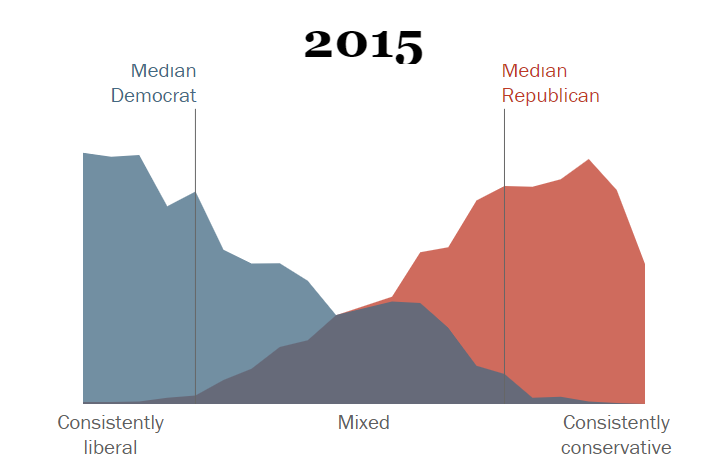 2015
Median
Democrat
Median
Republican
Consistently
liberal
Mixed
Consistently
conservative